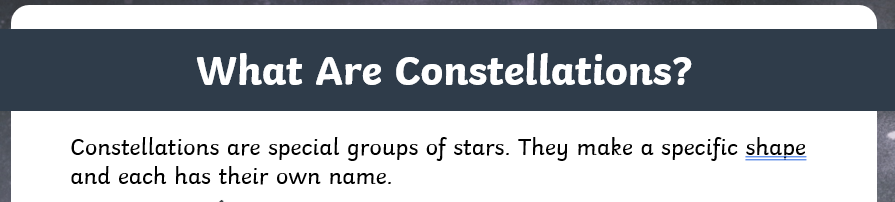 What Are Constellations?
Constellations are special groups of stars. They make a specific shape
and each has their own name.